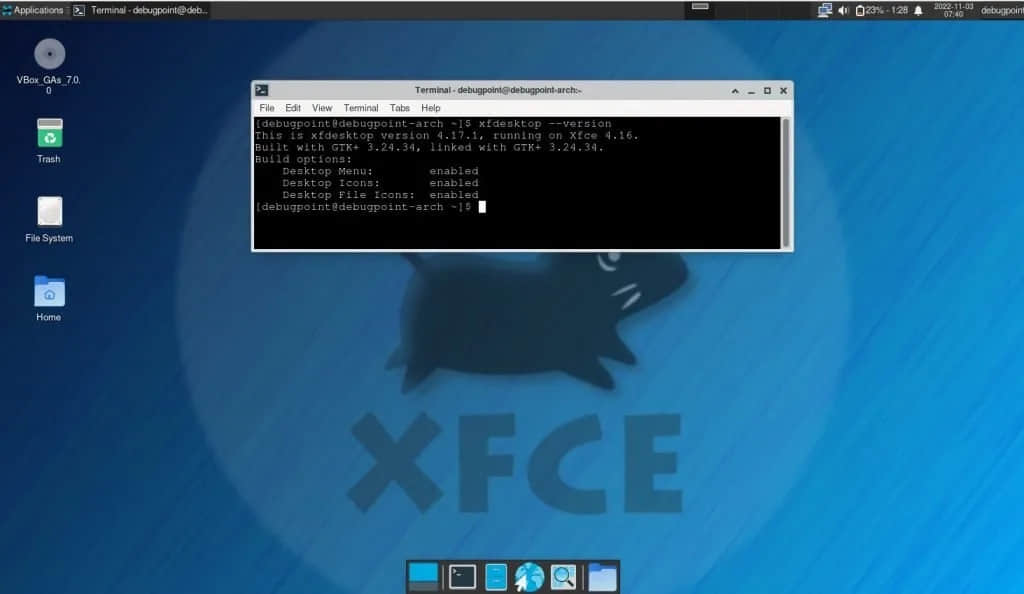 Applications
Terminal - debugpoint@deb...
23% - 1:28
2022-11-03
07:40
debugpoint
VBox_GAs_7.0.
0
Trash
File System
Home
Terminal - debugpoint@debugpoint-arch:~
File Edit View Terminal Tabs Help
[debugpoint@debugpoint-arch ~]$ xfdesktop --version
This is xfdesktop version 4.17.1, running on Xfce 4.16.
Built with GTK+ 3.24.34, linked with GTK+ 3.24.34.
Build options:
    Desktop Menu:        enabled
    Desktop Icons:       enabled
    Desktop File Icons:  enabled
[debugpoint@debugpoint-arch ~]$
XFCE